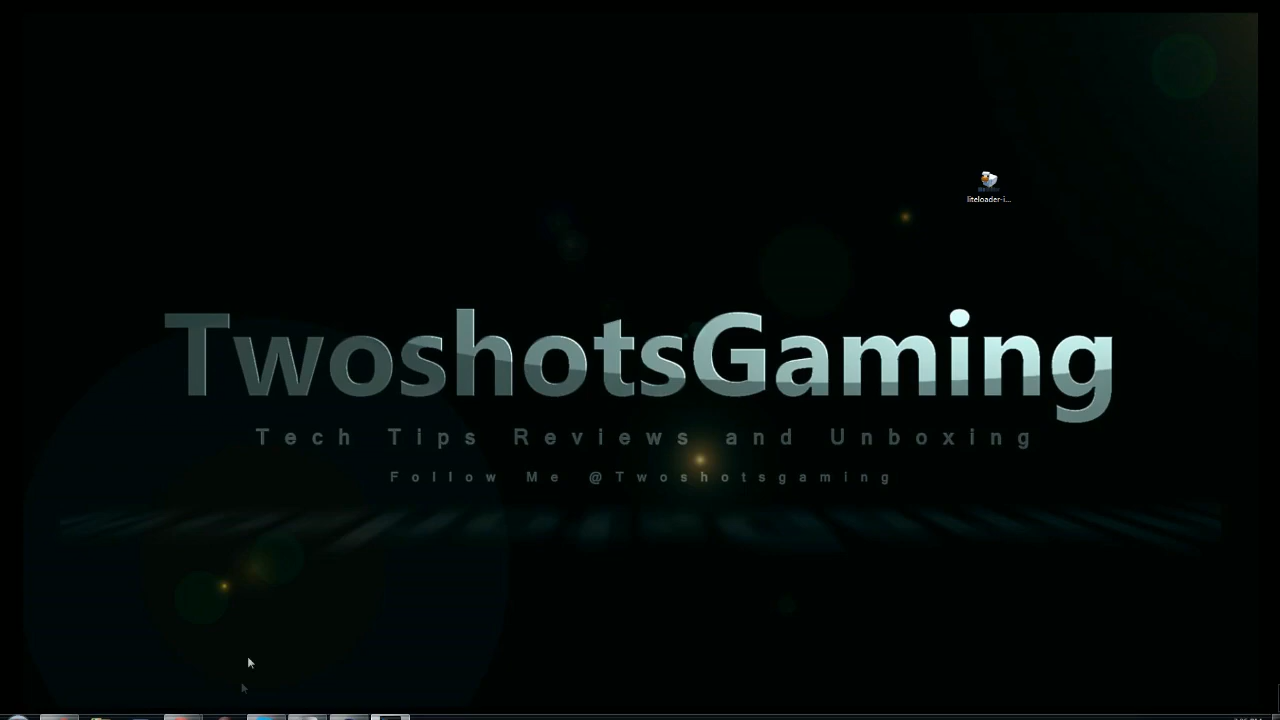 liteloader-i...
TwoshotsGaming
Tech Tips Reviews and Unboxing
Follow Me @Twoshotsgaming